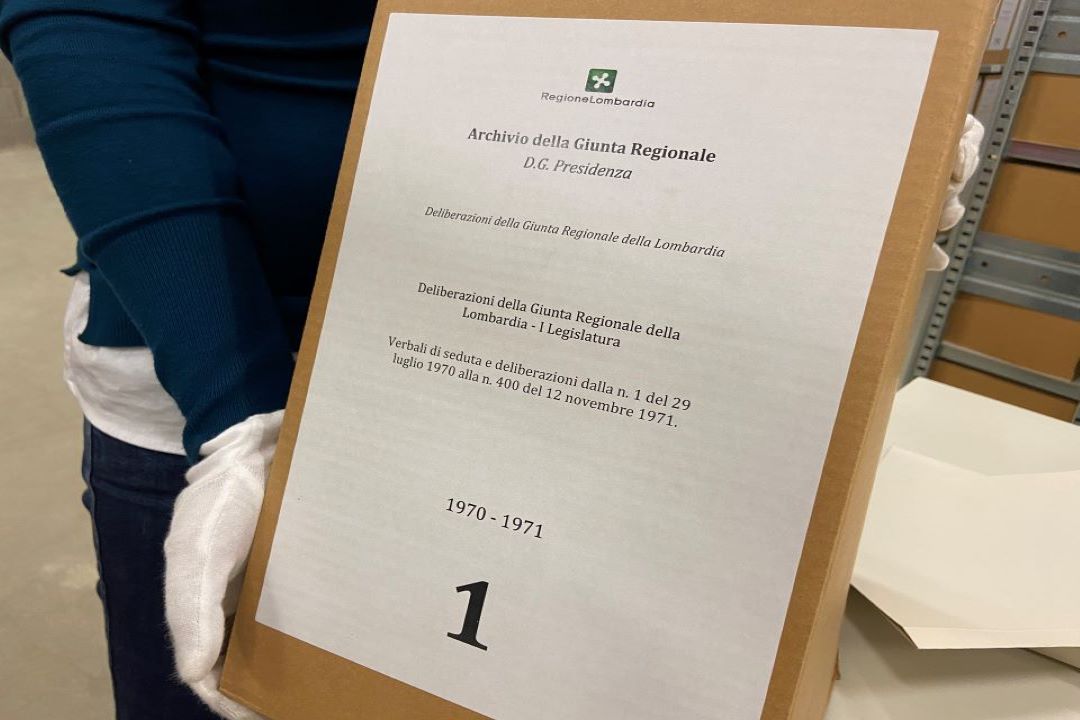 RegioneLombardia
Archivio della Giunta Regionale
D.G. Presidenza
Deliberazioni della Giunta Regionale della Lombardia
Deliberazioni della Giunta Regionale della
Lombardia - I Legislatura
Verbali di seduta e deliberazioni dalla n. 1 del 29
luglio 1970 alla n. 400 del 12 novembre 1971.
1970 - 1971
1